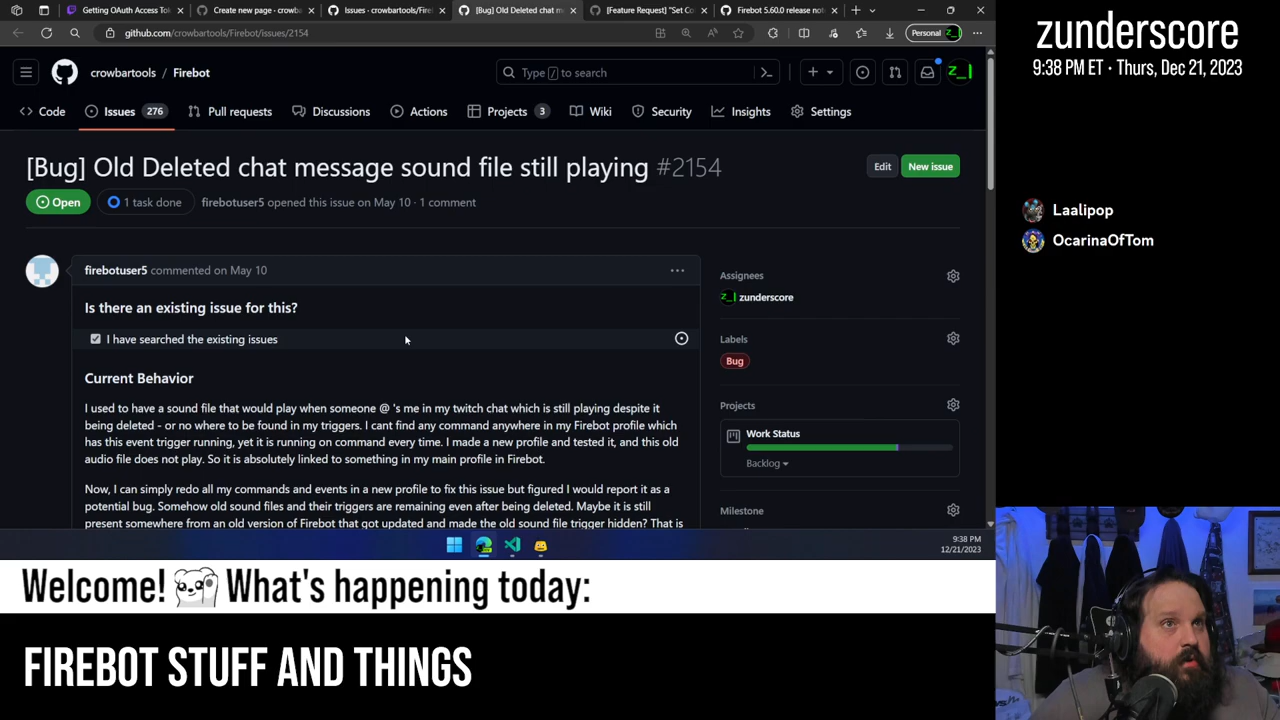 Getting OAuth Access To
Create new page · crowba
Issues · crowbartools/Fire
[Bug] Old Deleted chat m
[Feature Request] "Set Co
Firebot 5.60.0 release not
github.com/crowbartools/Firebot/issues/2154
Personal
crowbartools / Firebot
Type / to search
Code
Issues 276
Pull requests
Discussions
Actions
Projects 3
Wiki
Security
Insights
Settings
[Bug] Old Deleted chat message sound file still playing #2154
Edit
New issue
Open
1 task done
firebotuser5 opened this issue on May 10 · 1 comment
firebotuser5 commented on May 10
Is there an existing issue for this?
I have searched the existing issues
Current Behavior
I used to have a sound file that would play when someone @ 's me in my twitch chat which is still playing despite it
being deleted - or no where to be found in my triggers. I cant find any command anywhere in my Firebot profile which
has this event trigger running, yet it is running on command every time. I made a new profile and tested it, and this old
audio file does not play. So it is absolutely linked to something in my main profile in Firebot.
Now, I can simply redo all my commands and events in a new profile to fix this issue but figured I would report it as a
potential bug. Somehow old sound files and their triggers are remaining even after being deleted. Maybe it is still
present somewhere from an old version of Firebot that got updated and made the old sound file trigger hidden? That is
Assignees
zunderscore
Labels
Bug
Projects
Work Status
Backlog
Milestone
9:38 PM
12/21/2023
zunderscore
9:38 PM ET · Thurs, Dec 21, 2023
Laalipop
OcarinaOfTom
Welcome! What's happening today:
FIREBOT STUFF AND THINGS